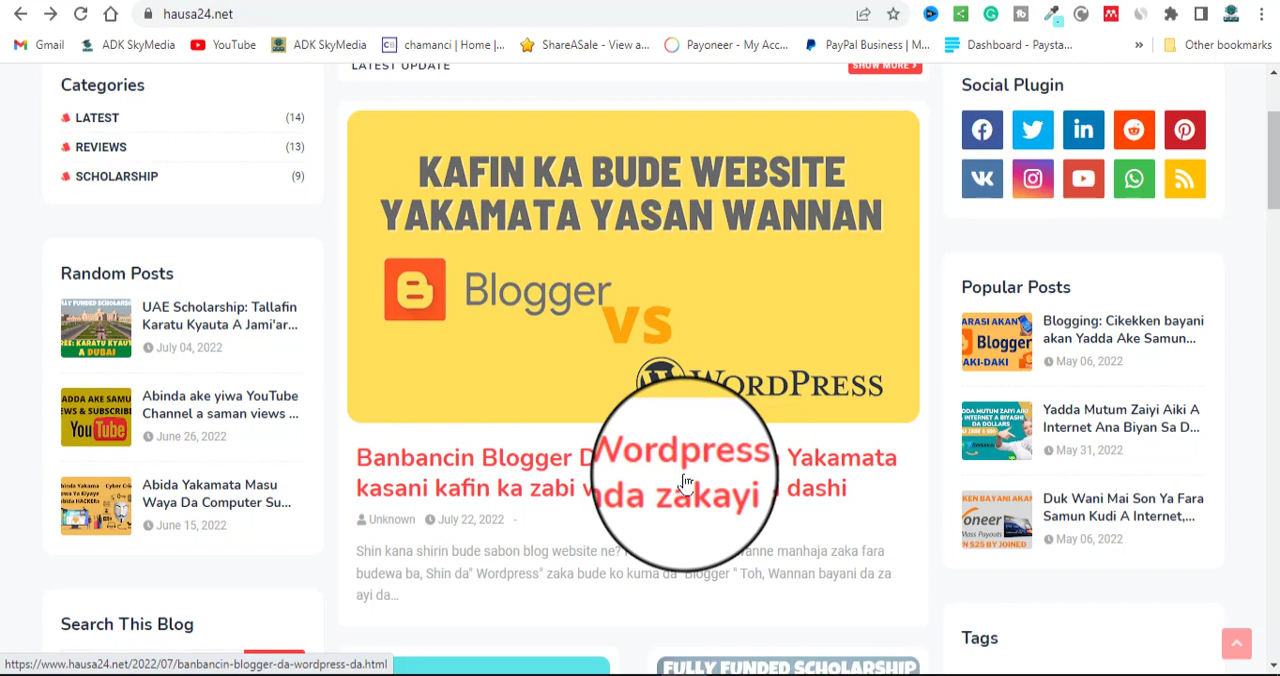 hausa24.net
Gmail
ADK SkyMedia
YouTube
ADK SkyMedia
chamanci | Home |...
ShareASale - View a...
Payoneer - My Acc...
PayPal Business | M...
Dashboard - Paysta...
»
Other bookmarks
Categories
LATEST (14)
REVIEWS (13)
SCHOLARSHIP (9)
Random Posts
UAE Scholarship: Tallafin
Karatu Kyauta A Jami'ar...
July 04, 2022
Abinda ake yiwa YouTube
Channel a saman views ...
June 26, 2022
Abida Yakamata Masu
Waya Da Computer Su...
June 15, 2022
Search This Blog
LATEST UPDATE
SHOW MORE
KAFIN KA BUDE WEBSITE
YAKAMATA YASAN WANNAN
Blogger
VS
WORDPRESS
Banbancin Blogger D Wordpress Yakamata
kasani kafin ka zabi nda zakayi dashi
Unknown July 22, 2022 -
Shin kana shirin bude sabon blog website ne? wanne manhaja zaka fara
budewa ba, Shin da" Wordpress" zaka bude ko kuma da "Blogger " Toh, Wannan bayani da za
ayi da...
FULLY FUNDED SCHOLARSHIP
Social Plugin
Popular Posts
Blogging: Cikekken bayani
akan Yadda Ake Samun...
May 06, 2022
Yadda Mutum Zaiyi Aiki A
Internet Ana Biyan Sa D...
May 31, 2022
Duk Wani Mai Son Ya Fara
Samun Kudi A Internet,...
May 06, 2022
Tags
https://www.hausa24.net/2022/07/banbancin-blogger-da-wordpress-da.html